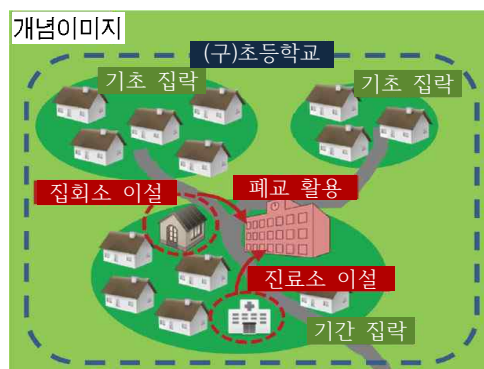 개념이미지
(구)초등학교
기초 집락
기초 집락
집회소 이설
폐교 활용
진료소 이설
기간 집락